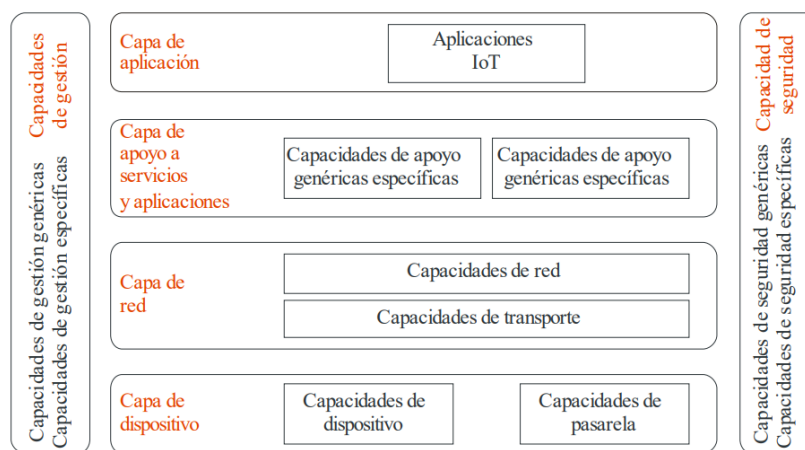 Capacidades
de gestión
Capacidades de gestión genéricas
Capacidades de gestión específicas
Capa de
aplicación
Aplicaciones
IoT
Capa de
apoyo a
servicios
y aplicaciones
Capacidades de apoyo
genéricas específicas
Capacidades de apoyo
genéricas específicas
Capa de
red
Capacidades de red
Capacidades de transporte
Capa de
dispositivo
Capacidades de
dispositivo
Capacidades de
pasarela
Capacidad de
seguridad
Capacidades de seguridad genéricas
Capacidades de seguridad específicas